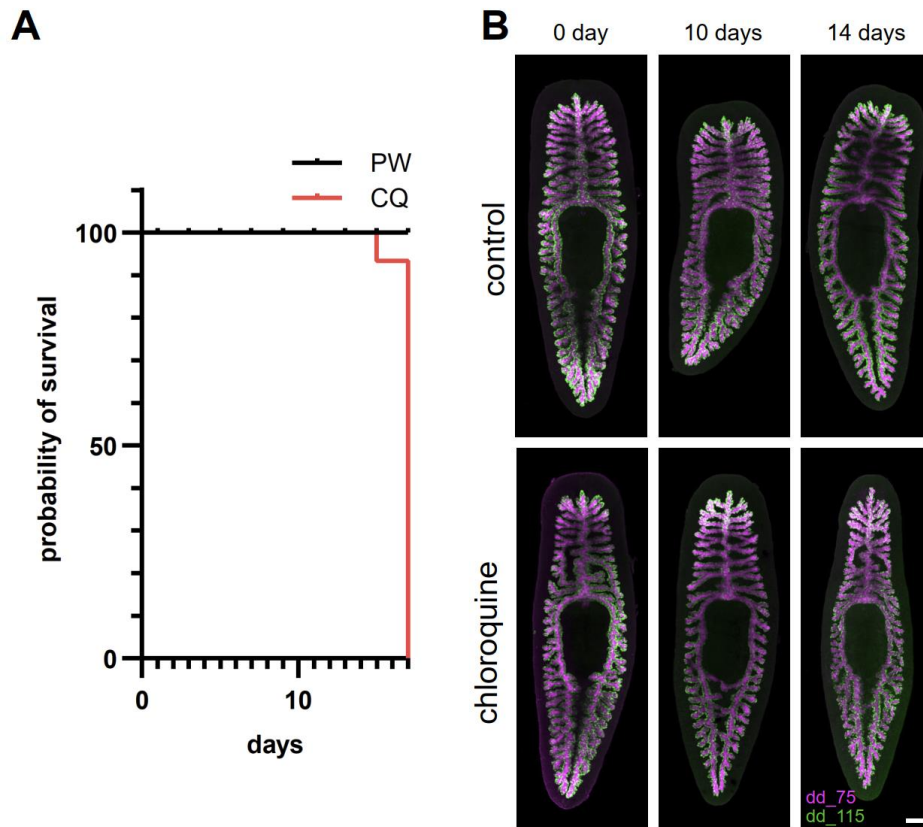 A
PW
CQ
100
50
0
probability of survival
0
10
days
B
0 day
10 days
14 days
control
chloroquine
dd_75
dd_115